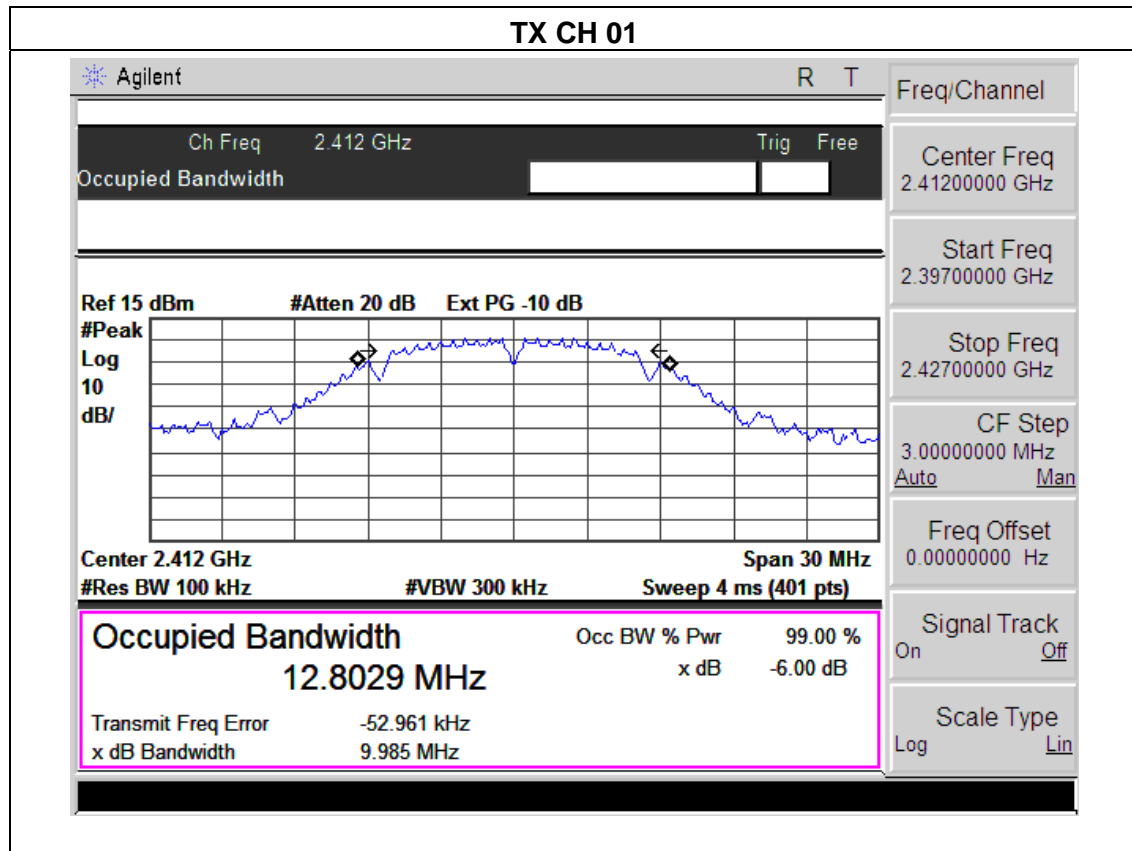 TX CH 01
Agilent R T
Ch Freq 2.412 GHz Trig Free
Occupied Bandwidth
Ref 15 dBm #Atten 20 dB Ext PG -10 dB
#Peak
Log
10
dB/
Center 2.412 GHz Span 30 MHz
#Res BW 100 kHz #VBW 300 kHz Sweep 4 ms (401 pts)
Occupied Bandwidth Occ BW % Pwr 99.00 %
12.8029 MHz x dB -6.00 dB
Transmit Freq Error -52.961 kHz
x dB Bandwidth 9.985 MHz
Freq/Channel
Center Freq
2.41200000 GHz
Start Freq
2.39700000 GHz
Stop Freq
2.42700000 GHz
CF Step
3.00000000 MHz
Auto Man
Freq Offset
0.00000000 Hz
Signal Track
On Off
Scale Type
Log Lin